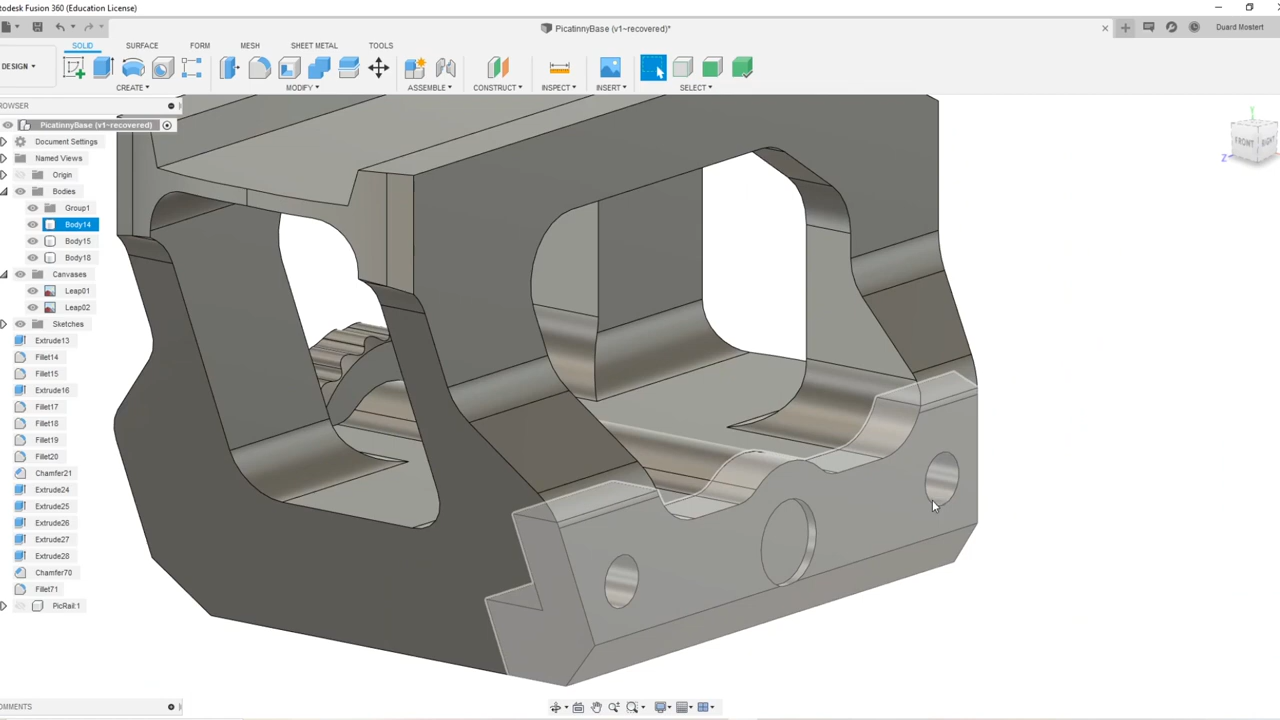 utodesk Fusion 360 (Education License)
PicatinnyBase (v1~recovered)*
Duard Mostert
SOLID SURFACE FORM MESH SHEET METAL TOOLS
DESIGN
CREATE MODIFY ASSEMBLE CONSTRUCT INSPECT INSERT SELECT
ROWSER
PicatinnyBase (v1~recovered)
Document Settings
Named Views
Origin
Bodies
Group1
Body14
Body15
Body18
Canvases
Leap01
Leap02
Sketches
Extrude13
Fillet14
Fillet15
Extrude16
Fillet17
Fillet18
Fillet19
Fillet20
Chamfer21
Extrude24
Extrude25
Extrude26
Extrude27
Extrude28
Chamfer70
Fillet71
PicRail:1
Y
FRONT RIGHT
Z
OMMENTS